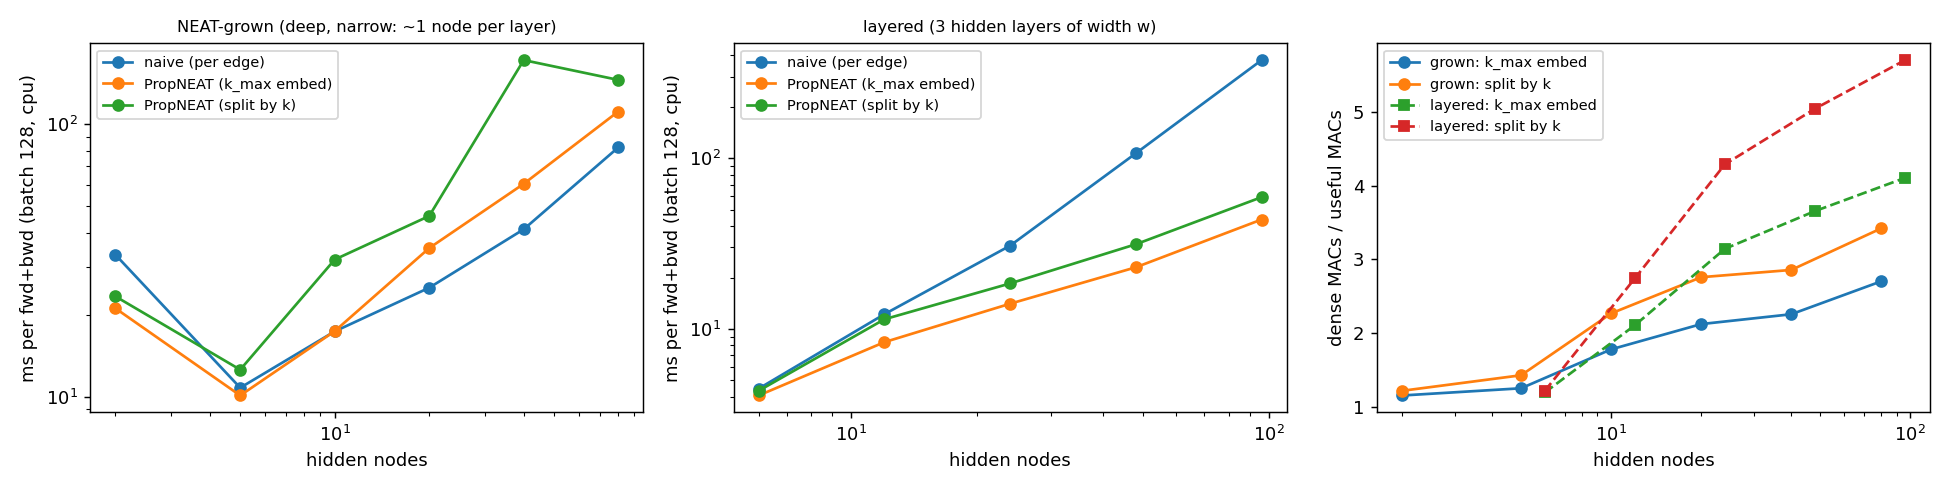 NEAT-grown (deep, narrow: ~1 node per layer)
ms per fwd+bwd (batch 128, cpu)
naive (per edge)
PropNEAT (k_max embed)
PropNEAT (split by k)
10²
10¹
10¹
hidden nodes
layered (3 hidden layers of width w)
ms per fwd+bwd (batch 128, cpu)
naive (per edge)
PropNEAT (k_max embed)
PropNEAT (split by k)
10²
10¹
10¹ 10²
hidden nodes
dense MACs / useful MACs
grown: k_max embed
grown: split by k
layered: k_max embed
layered: split by k
5
4
3
2
1
10¹ 10²
hidden nodes